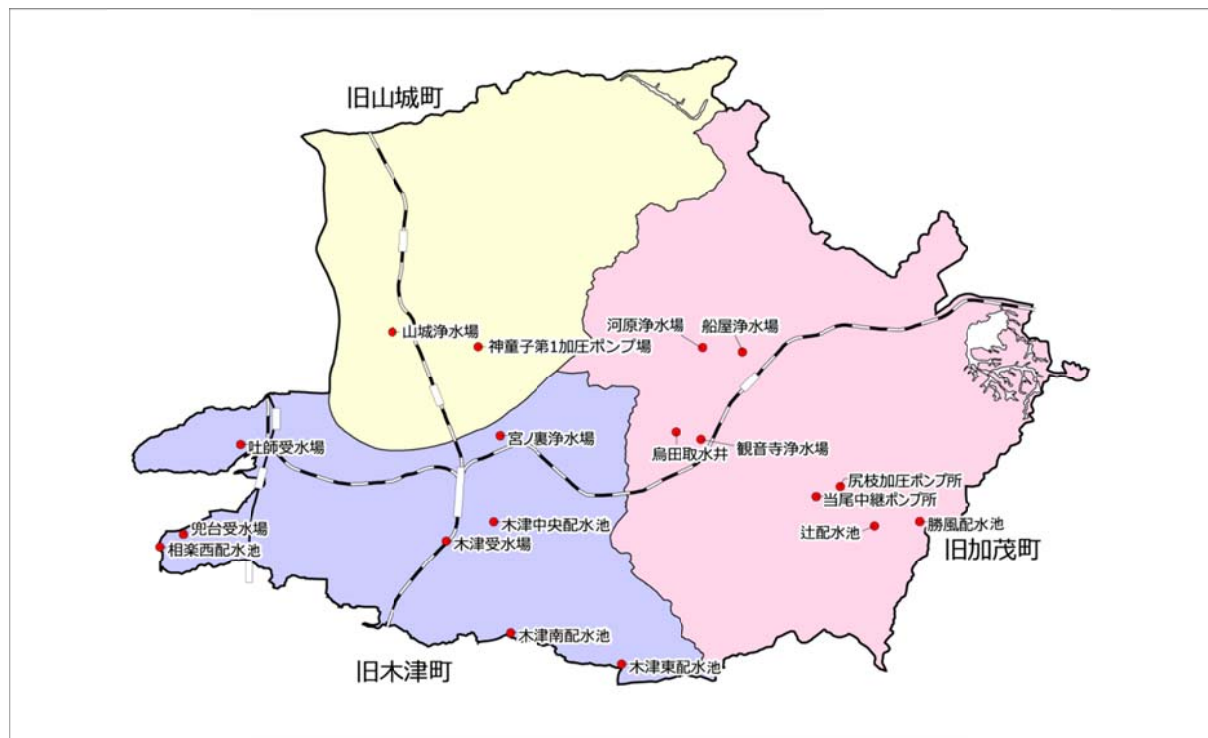 旧山城町
山城浄水場
神童子第1加圧ポンプ場
河原浄水場
船屋浄水場
吐師受水場
宮ノ裏浄水場
烏田取水井
観音寺浄水場
尻枝加圧ポンプ所
当尾中継ポンプ所
兜台受水場
相楽西配水池
木津中央配水池
木津受水場
辻配水池
勝風配水池
旧加茂町
木津南配水池
旧木津町
木津東配水池